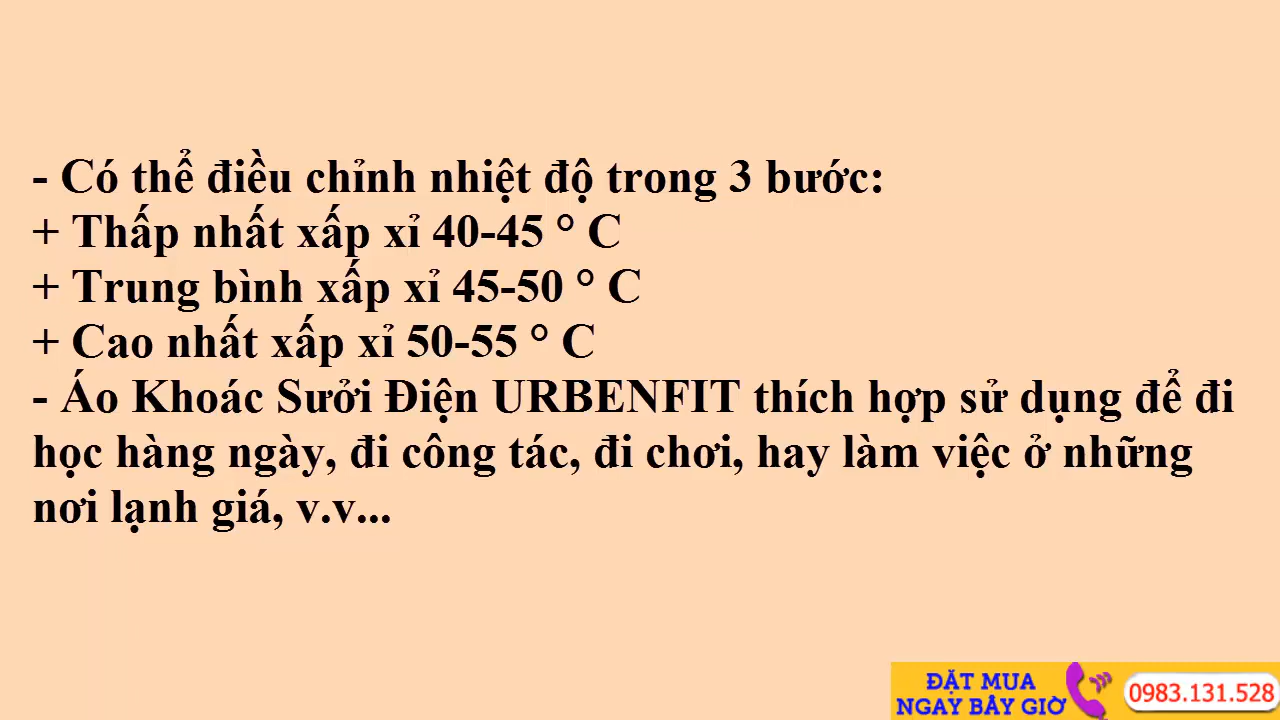 - Có thể điều chỉnh nhiệt độ trong 3 bước:
+ Thấp nhất xấp xỉ 40-45 ° C
+ Trung bình xấp xỉ 45-50 ° C
+ Cao nhất xấp xỉ 50-55 ° C
- Áo Khoác Sưởi Điện URBENFIT thích hợp sử dụng để đi
học hàng ngày, đi công tác, đi chơi, hay làm việc ở những
nơi lạnh giá, v.v...
ĐẶT MUA
NGAY BÂY GIỜ
0983.131.528